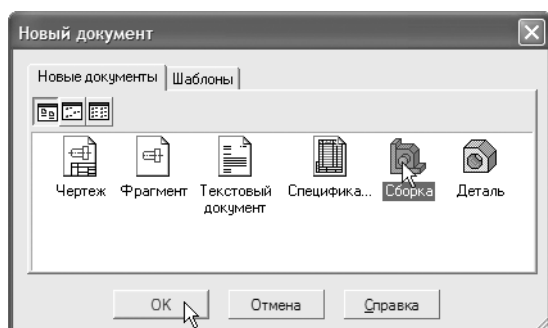 Новый документ
Новые документы Шаблоны
Чертеж Фрагмент Текстовый документ Специфика... Сборка Деталь
OK Отмена Справка